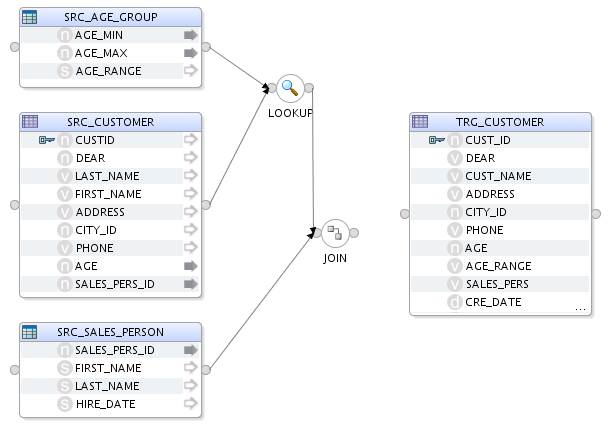 SRC_AGE_GROUP
n AGE_MIN
n AGE_MAX
S AGE_RANGE
LOOKUP
SRC_CUSTOMER
n CUSTID
n DEAR
v LAST_NAME
v FIRST_NAME
v ADDRESS
n CITY_ID
v PHONE
n AGE
n SALES_PERS_ID
JOIN
SRC_SALES_PERSON
n SALES_PERS_ID
S FIRST_NAME
S LAST_NAME
S HIRE_DATE
TRG_CUSTOMER
n CUST_ID
v DEAR
v CUST_NAME
v ADDRESS
n CITY_ID
v PHONE
n AGE
v AGE_RANGE
v SALES_PERS
d CRE_DATE
...